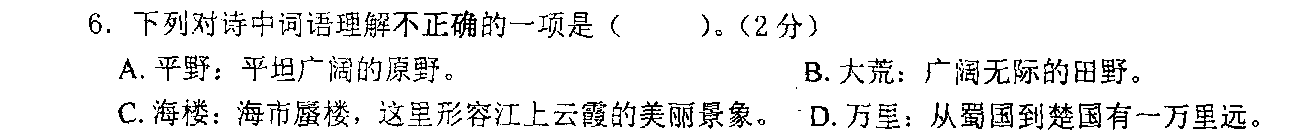 6. 下列对诗中词语理解不正确的一项是（　　）。（2分）
A. 平野：平坦广阔的原野。 B. 大荒：广阔无际的田野。
C. 海楼：海市蜃楼，这里形容江上云霞的美丽景象。 D. 万里：从蜀国到楚国有一万里远。